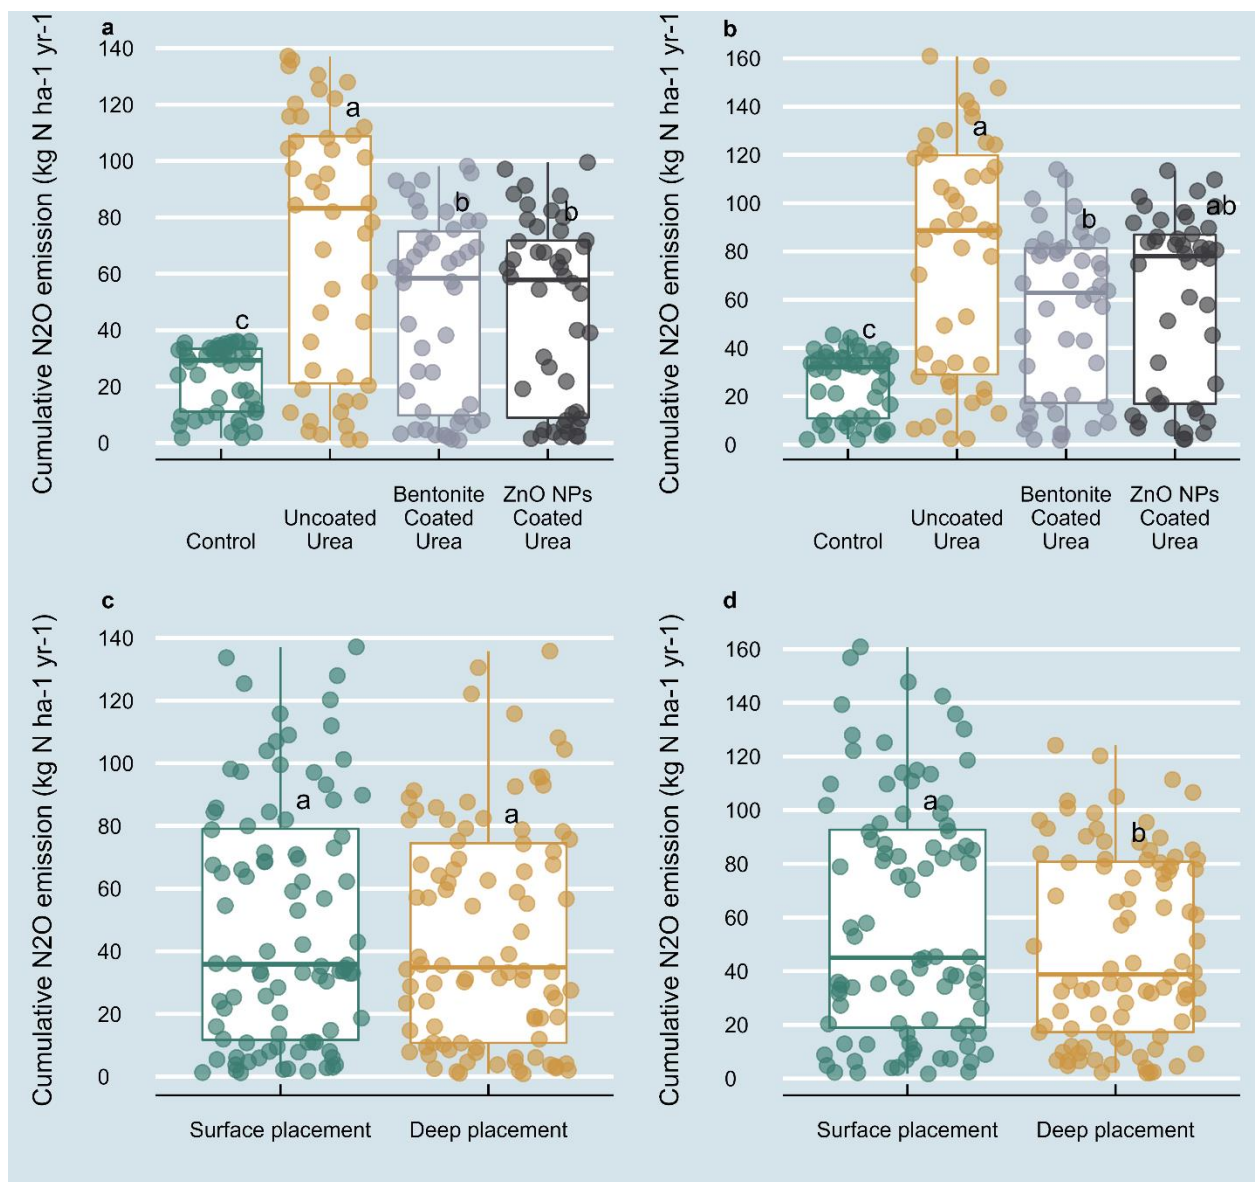 a
Cumulative N2O emission (kg N ha-1 yr-1
140
120
100
80
60
40
20
0
c
a
b
b
Control
Uncoated
Urea
Bentonite
Coated
Urea
ZnO NPs
Coated
Urea
b
Cumulative N2O emission (kg N ha-1 yr-1
160
140
120
100
80
60
40
20
0
c
a
b
ab
Control
Uncoated
Urea
Bentonite
Coated
Urea
ZnO NPs
Coated
Urea
c
Cumulative N2O emission (kg N ha-1 yr-1)
140
120
100
80
60
40
20
0
a
a
Surface placement
Deep placement
d
Cumulative N2O emission (kg N ha-1 yr-1)
160
140
120
100
80
60
40
20
0
a
b
Surface placement
Deep placement